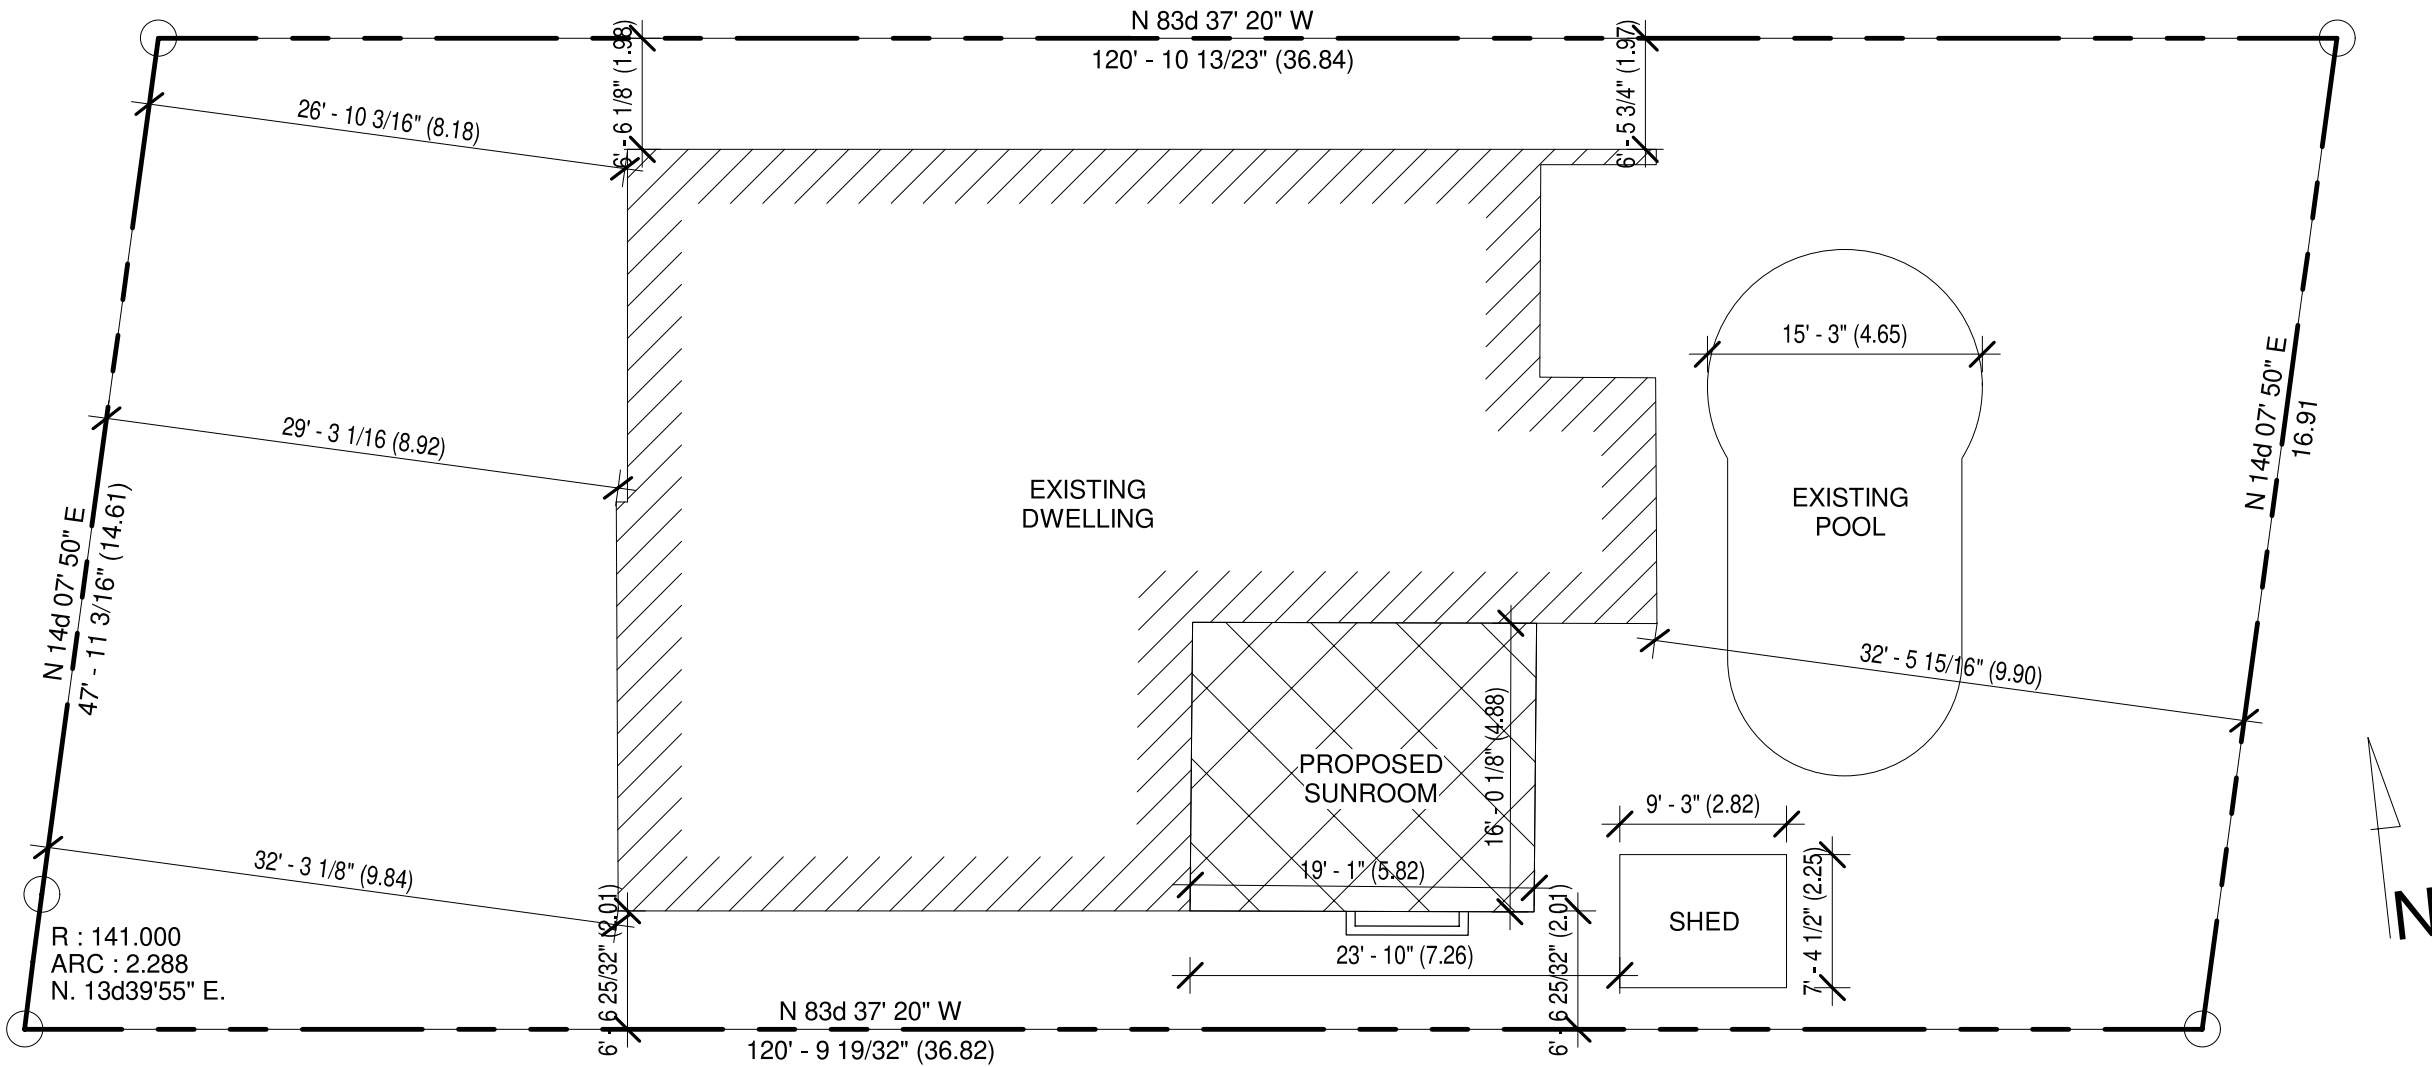 N 83d 37' 20" W
120' - 10 13/23" (36.84)
6' - 6 1/8" (1.98)
6' - 5 3/4" (1.97)
26' - 10 3/16" (8.18)
15' - 3" (4.65)
N 14d 07' 50" E
16.91
29' - 3 1/16 (8.92)
EXISTING
DWELLING
EXISTING
POOL
N 14d 07' 50" E
47' - 11 3/16" (14.61)
32' - 5 15/16" (9.90)
16' - 0 1/8" (4.88)
PROPOSED
SUNROOM
9' - 3" (2.82)
32' - 3 1/8" (9.84)
19' - 1" (5.82)
7' - 4 1/2" (2.25)
SHED
N
R : 141.000
ARC : 2.288
N. 13d39'55" E.
6' - 6 25/32" (2.01)
23' - 10" (7.26)
6' - 6 25/32" (2.01)
N 83d 37' 20" W
120' - 9 19/32" (36.82)